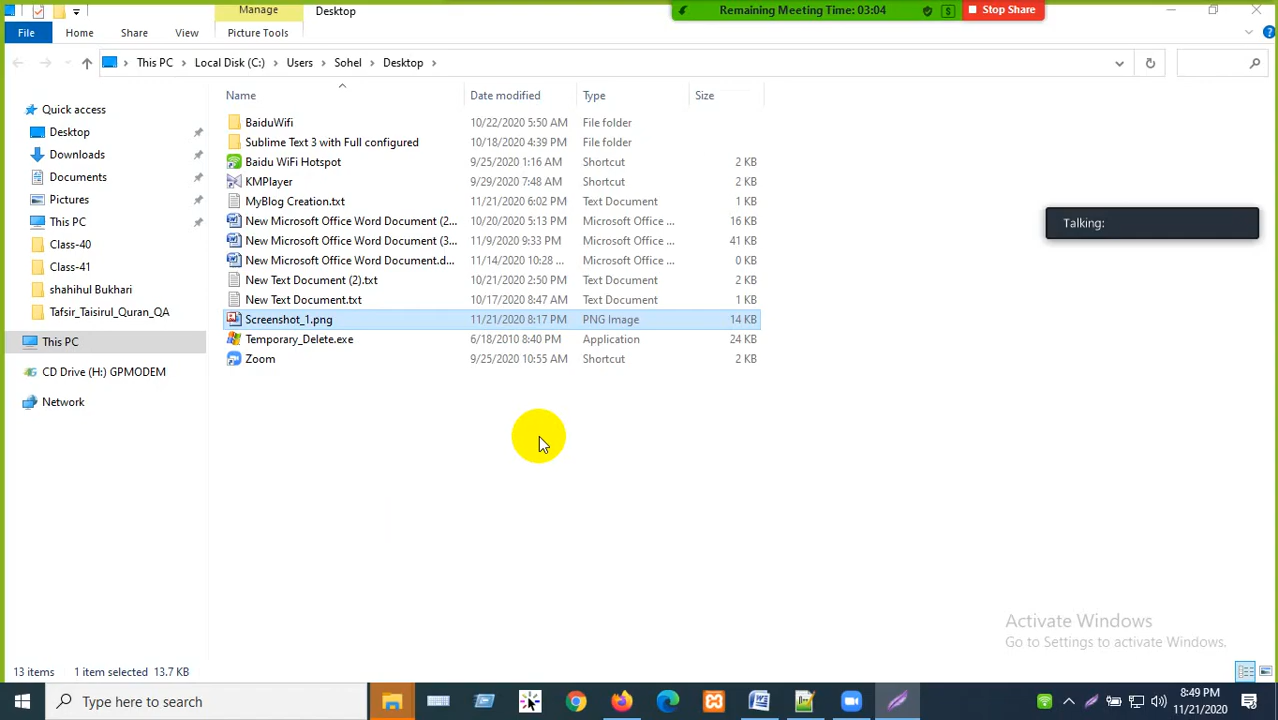 Manage
Desktop
Remaining Meeting Time: 03:04
Stop Share
File
Home
Share
View
Picture Tools
This PC
Local Disk (C:)
Users
Sohel
Desktop
Name
Date modified
Type
Size
Quick access
Desktop
Downloads
Documents
Pictures
This PC
Class-40
Class-41
shahihul Bukhari
Tafsir_Taisirul_Quran_QA
This PC
CD Drive (H:) GPMODEM
Network
BaiduWifi 10/22/2020 5:50 AM File folder
Sublime Text 3 with Full configured 10/18/2020 4:39 PM File folder
Baidu WiFi Hotspot 9/25/2020 1:16 AM Shortcut 2 KB
KMPlayer 9/29/2020 7:48 AM Shortcut 2 KB
MyBlog Creation.txt 11/21/2020 6:02 PM Text Document 1 KB
New Microsoft Office Word Document (2... 10/20/2020 5:13 PM Microsoft Office ... 16 KB
New Microsoft Office Word Document (3... 11/9/2020 9:33 PM Microsoft Office ... 41 KB
New Microsoft Office Word Document.d... 11/14/2020 10:28 ... Microsoft Office ... 0 KB
New Text Document (2).txt 10/21/2020 2:50 PM Text Document 2 KB
New Text Document.txt 10/17/2020 8:47 AM Text Document 1 KB
Screenshot_1.png 11/21/2020 8:17 PM PNG Image 14 KB
Temporary_Delete.exe 6/18/2010 8:40 PM Application 24 KB
Zoom 9/25/2020 10:55 AM Shortcut 2 KB
Talking:
Activate Windows
Go to Settings to activate Windows.
13 items 1 item selected 13.7 KB
Type here to search
8:49 PM
11/21/2020